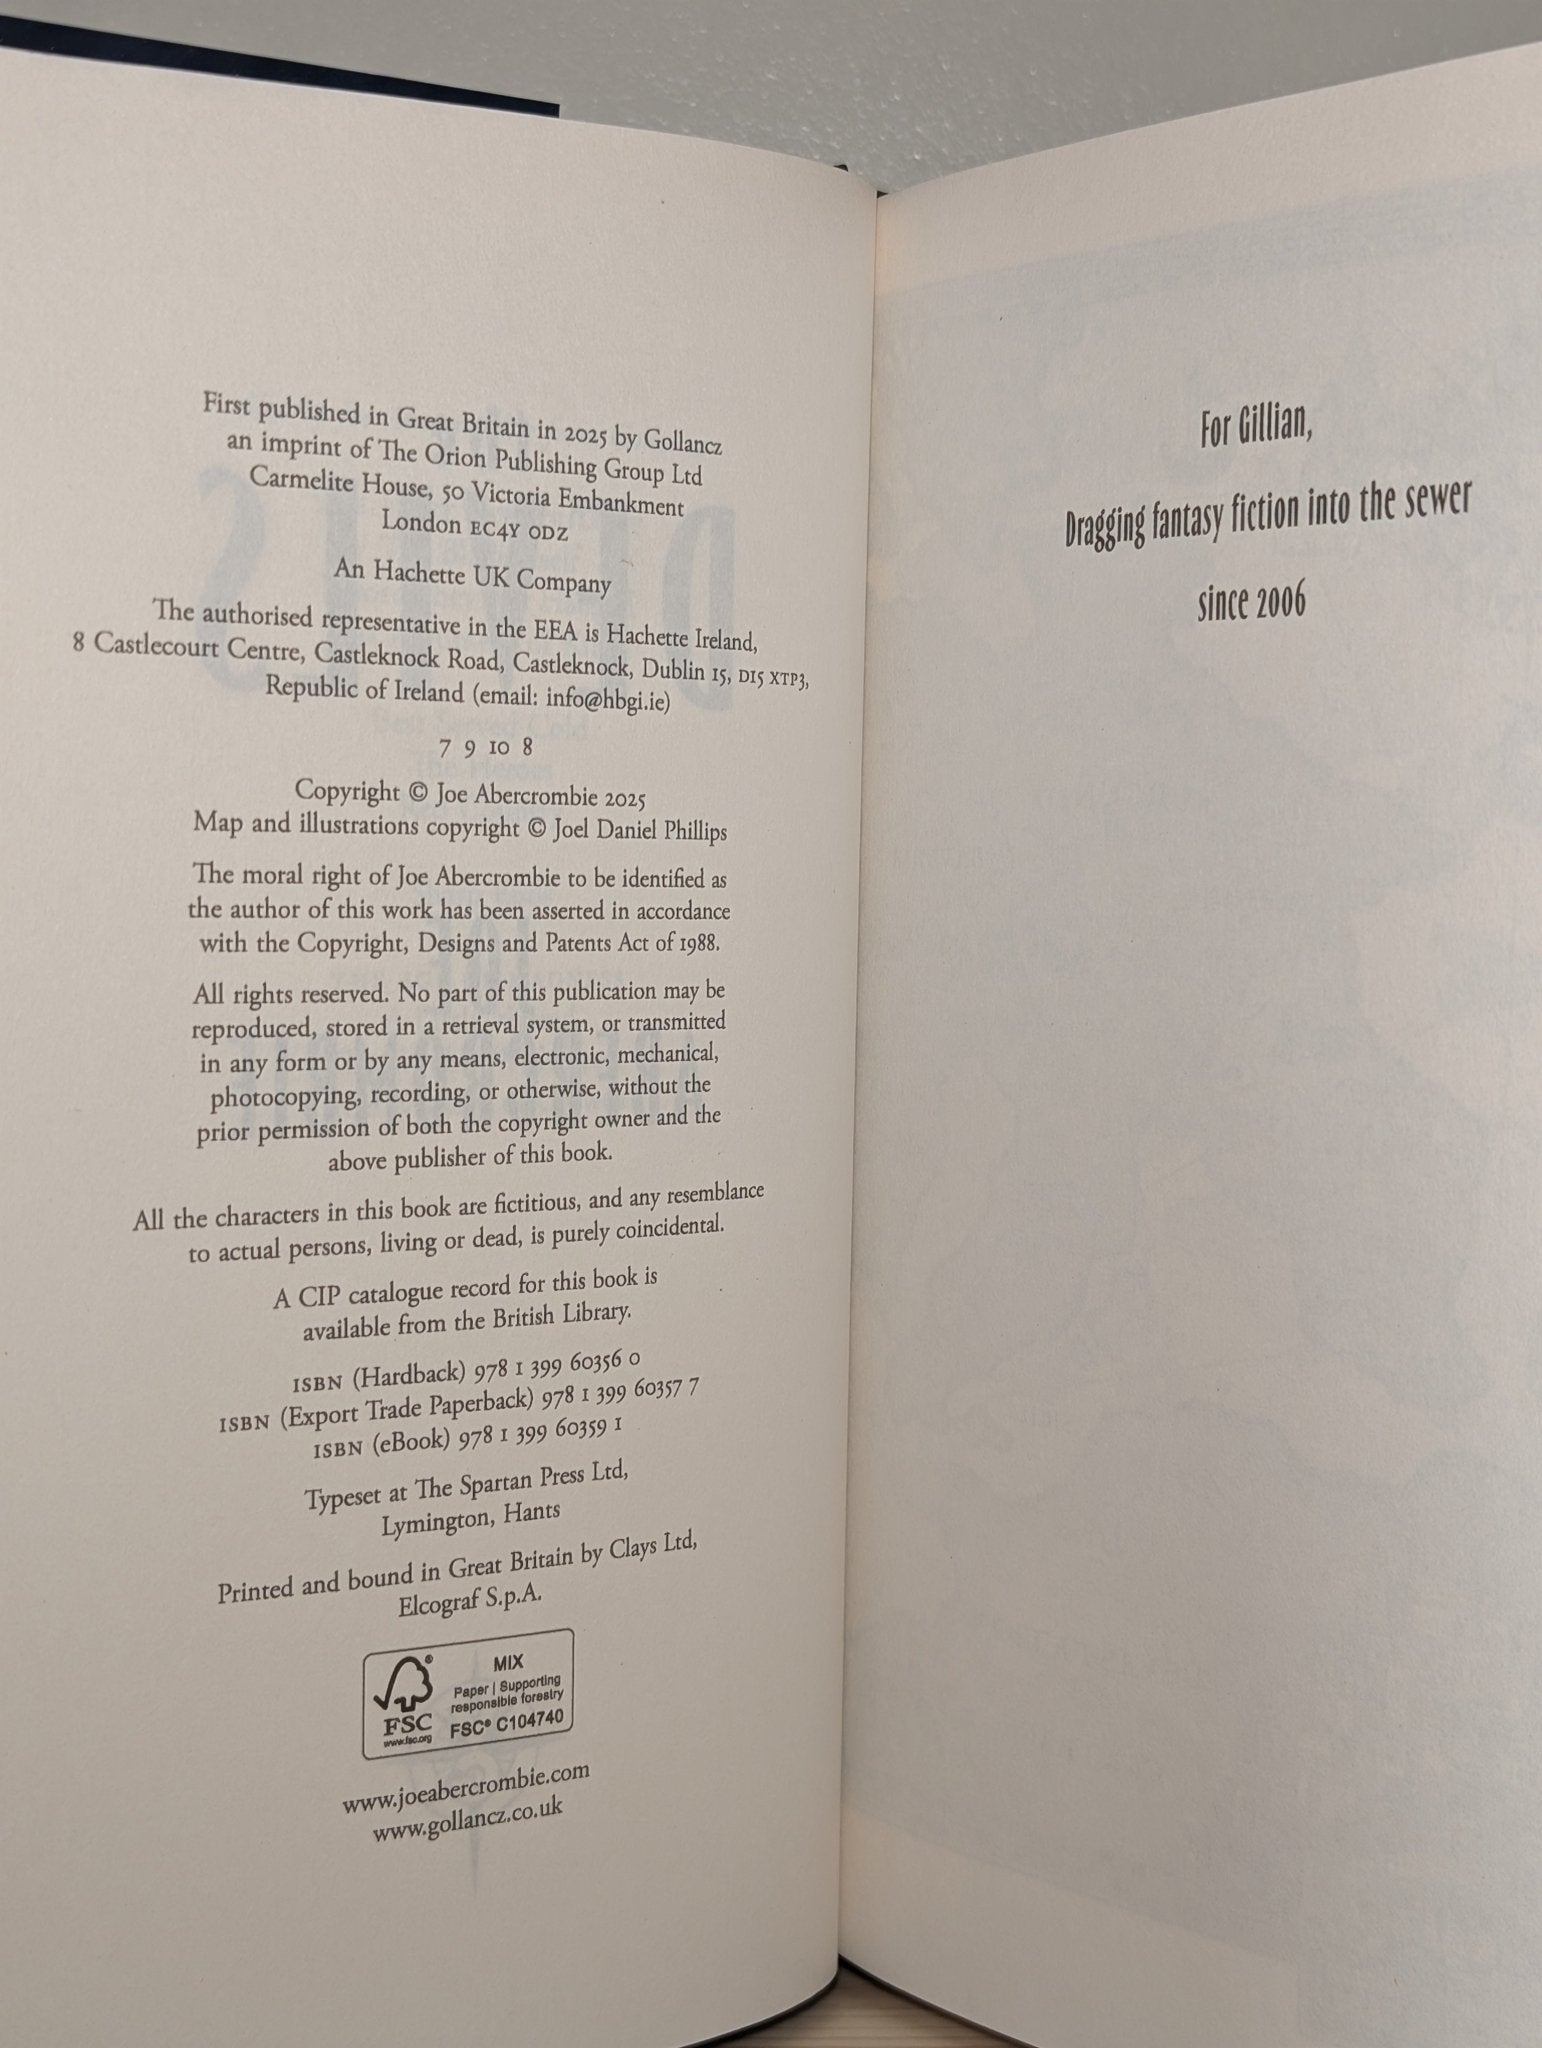 First published in Great Britain in 2025 by Gollancz
an imprint of The Orion Publishing Group Ltd
Carmelite House, 50 Victoria Embankment
London EC4Y 0DZ
An Hachette UK Company
The authorised representative in the EEA is Hachette Ireland,
8 Castlecourt Centre, Castleknock Road, Castleknock, Dublin 15, D15 XTP3,
Republic of Ireland (email: info@hbgi.ie)
7 9 10 8
Copyright © Joe Abercrombie 2025
Map and illustrations copyright © Joel Daniel Phillips
The moral right of Joe Abercrombie to be identified as
the author of this work has been asserted in accordance
with the Copyright, Designs and Patents Act of 1988.
All rights reserved. No part of this publication may be
reproduced, stored in a retrieval system, or transmitted
in any form or by any means, electronic, mechanical,
photocopying, recording, or otherwise, without the
prior permission of both the copyright owner and the
above publisher of this book.
All the characters in this book are fictitious, and any resemblance
to actual persons, living or dead, is purely coincidental.
A CIP catalogue record for this book is
available from the British Library.
ISBN (Hardback) 978 1 399 60356 0
ISBN (Export Trade Paperback) 978 1 399 60357 7
ISBN (eBook) 978 1 399 60359 1
Typeset at The Spartan Press Ltd,
Lymington, Hants
Printed and bound in Great Britain by Clays Ltd,
Elcograf S.p.A.
MIX
Paper | Supporting
responsible forestry
FSC® C104740
FSC
www.fsc.org
www.joeabercrombie.com
www.gollancz.co.uk
For Gillian,
Dragging fantasy fiction into the sewer
since 2006